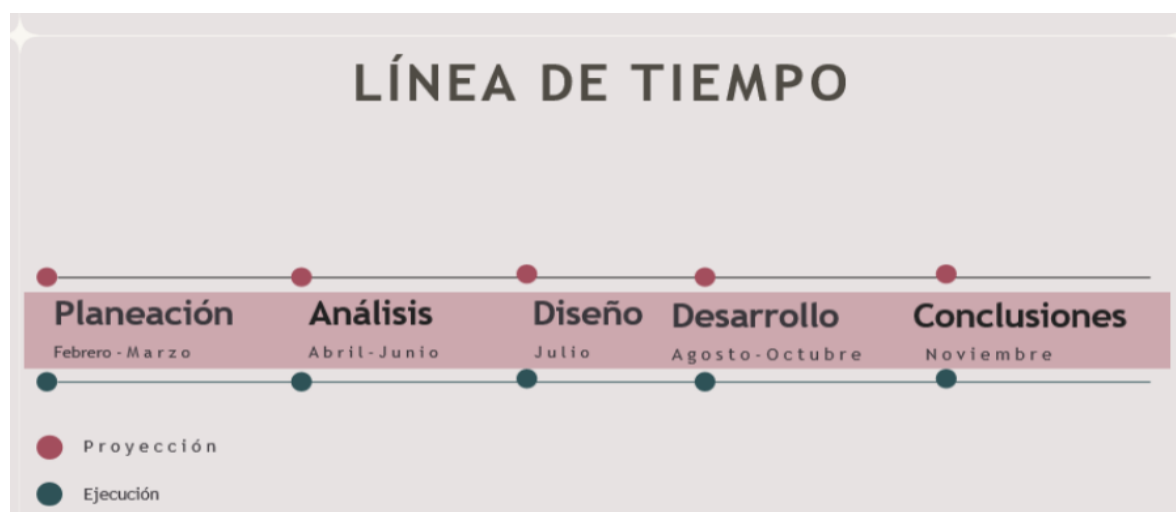 LÍNEA DE TIEMPO
Planeación Análisis Diseño Desarrollo Conclusiones
Febrero - Marzo Abril-Junio Julio Agosto-Octubre Noviembre
Proyección
Ejecución